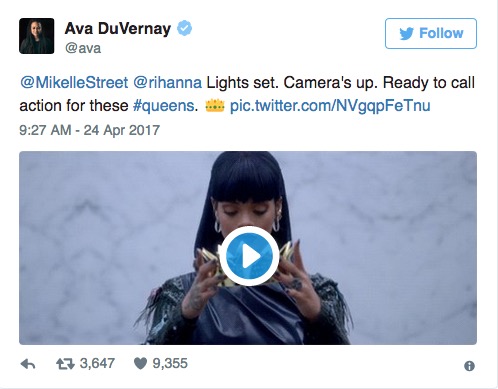 Ava DuVernay
@ava
Follow
@MikelleStreet @rihanna Lights set. Camera's up. Ready to call
action for these #queens. 👑 pic.twitter.com/NVgqpFeTnu
9:27 AM - 24 Apr 2017
3,647 9,355